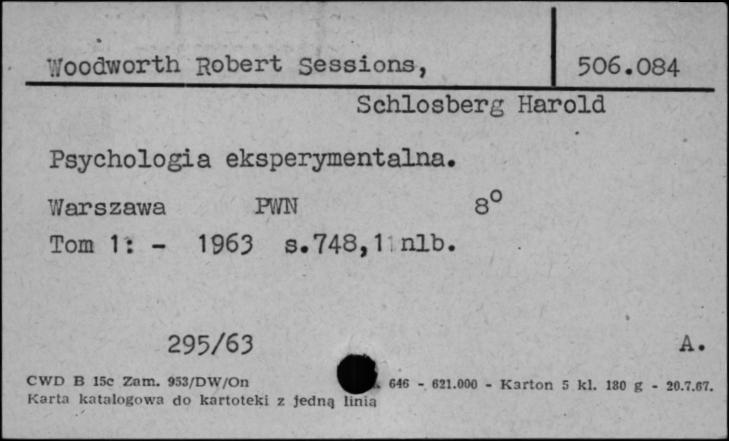 Woodworth Robert Sessions, 506.084
Schlosberg Harold
Psychologia eksperymentalna.
Warszawa PWN 8°
Tom 1: - 1963 s.748,1 nlb.
295/63 A.
CWD B 15c Zam. 953/DW/On 646 - 621.000 - Karton 5 kl. 180 g - 20.7.67.
Karta katalogowa do kartoteki z jedną linią